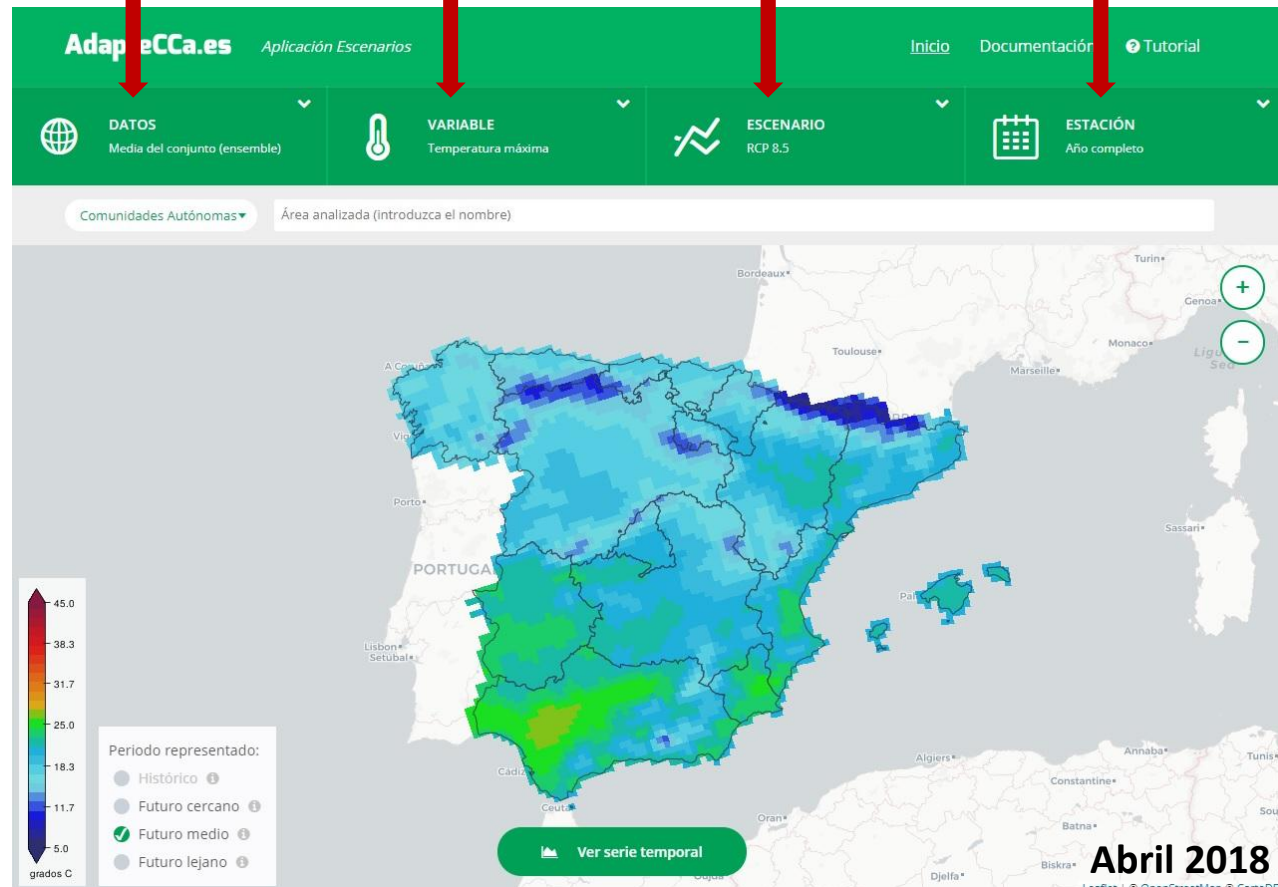 AdapteCCa.es Aplicación Escenarios Inicio Documentación Tutorial
DATOS
Media del conjunto (ensemble)
VARIABLE
Temperatura máxima
ESCENARIO
RCP 8.5
ESTACIÓN
Año completo
Comunidades Autónomas
Área analizada (introduzca el nombre)
Bordeaux
Turin
Genoa
+
Toulouse
Monaco
−
Marseille
Sea
Vigo
Porto
Sassari
PORTUGA
Lisbon
Setúbal
45.0
38.3
31.7
25.0
18.3
11.7
5.0
grados C
Periodo representado:
Histórico
Futuro cercano
Futuro medio
Futuro lejano
Algiers
Annaba
Tunis
Constantine
Ceuta
Oran
Batna
Ver serie temporal
Biskra
Djelfa
Abril 2018